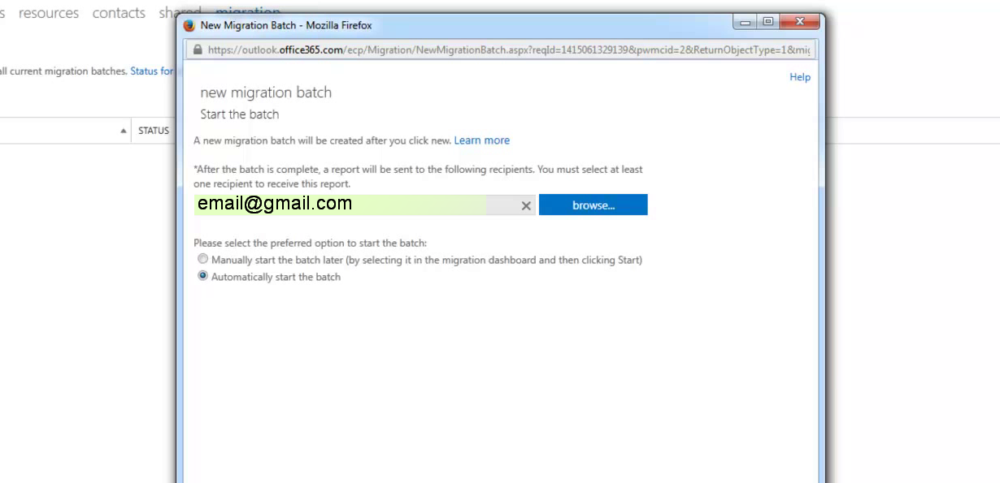 s resources contacts shared migration
New Migration Batch - Mozilla Firefox
https://outlook.office365.com/ecp/Migration/NewMigrationBatch.aspx?reqId=1415061329139&pwmcid=2&ReturnObjectType=1&mig
all current migration batches. Status for
Help
new migration batch
Start the batch
STATUS
A new migration batch will be created after you click new. Learn more
*After the batch is complete, a report will be sent to the following recipients. You must select at least
one recipient to receive this report.
email@gmail.com
browse...
Please select the preferred option to start the batch:
Manually start the batch later (by selecting it in the migration dashboard and then clicking Start)
Automatically start the batch